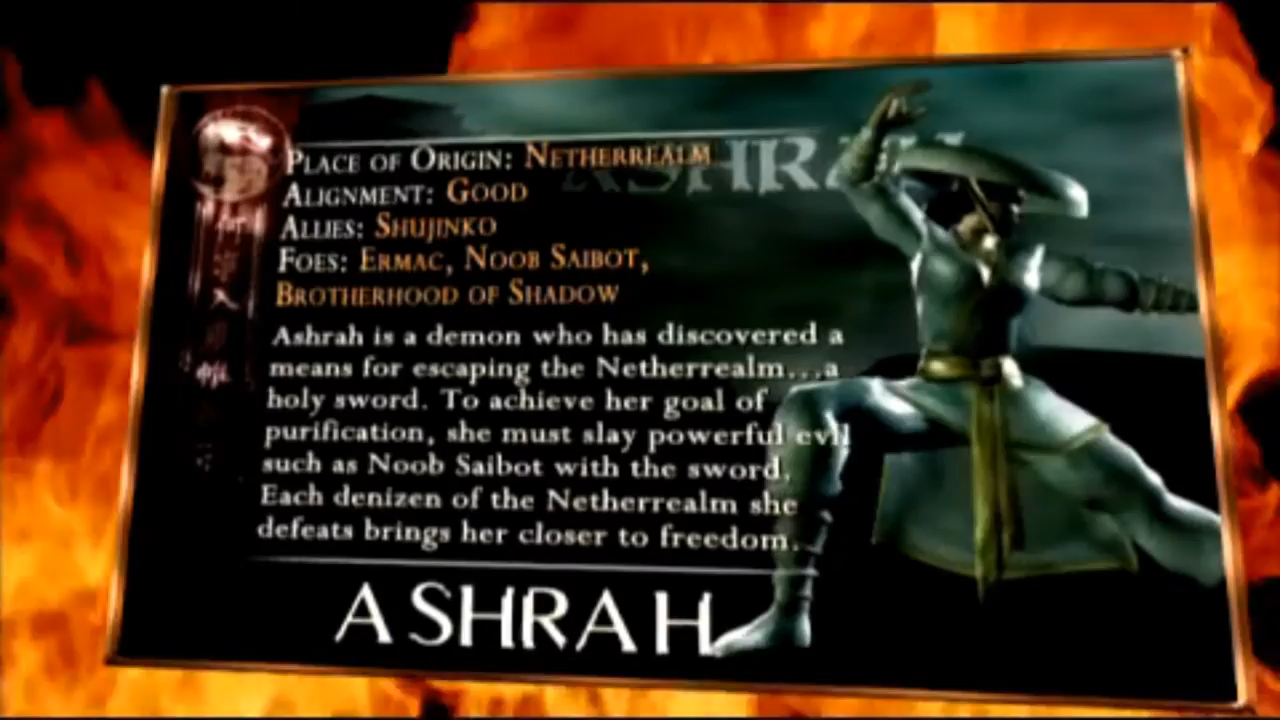 ASHRAH
Place of Origin: Netherrealm
Alignment: Good
Allies: Shujinko
Foes: Ermac, Noob Saibot,
Brotherhood of Shadow
Ashrah is a demon who has discovered a
means for escaping the Netherrealm...a
holy sword. To achieve her goal of
purification, she must slay powerful evil
such as Noob Saibot with the sword.
Each denizen of the Netherrealm she
defeats brings her closer to freedom.
ASHRAH